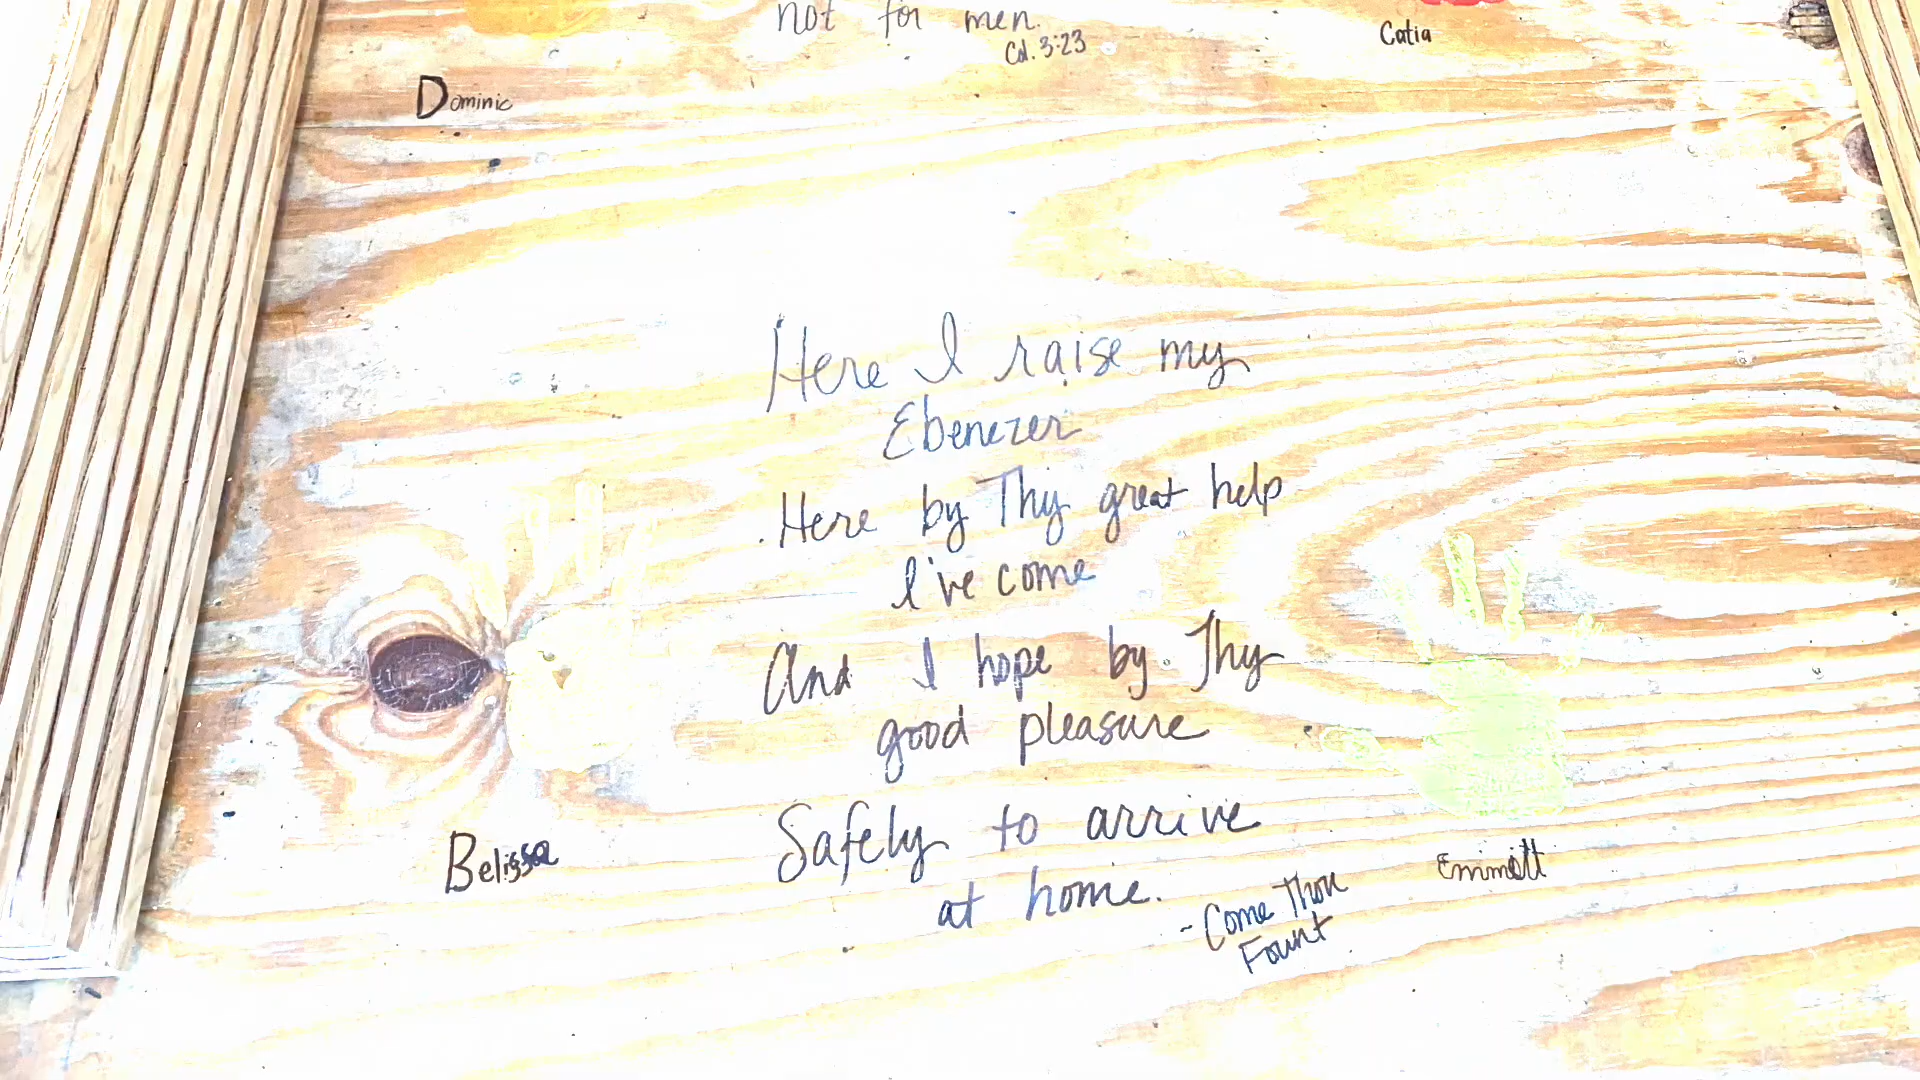 not for men.
Col. 3:23
Catia
Dominic
Here I raise my
Ebenezer
Here by Thy great help
I've come
And I hope by Thy
good pleasure
Safely to arrive
at home.
- Come Thou
Fount
Belissa
Emmett